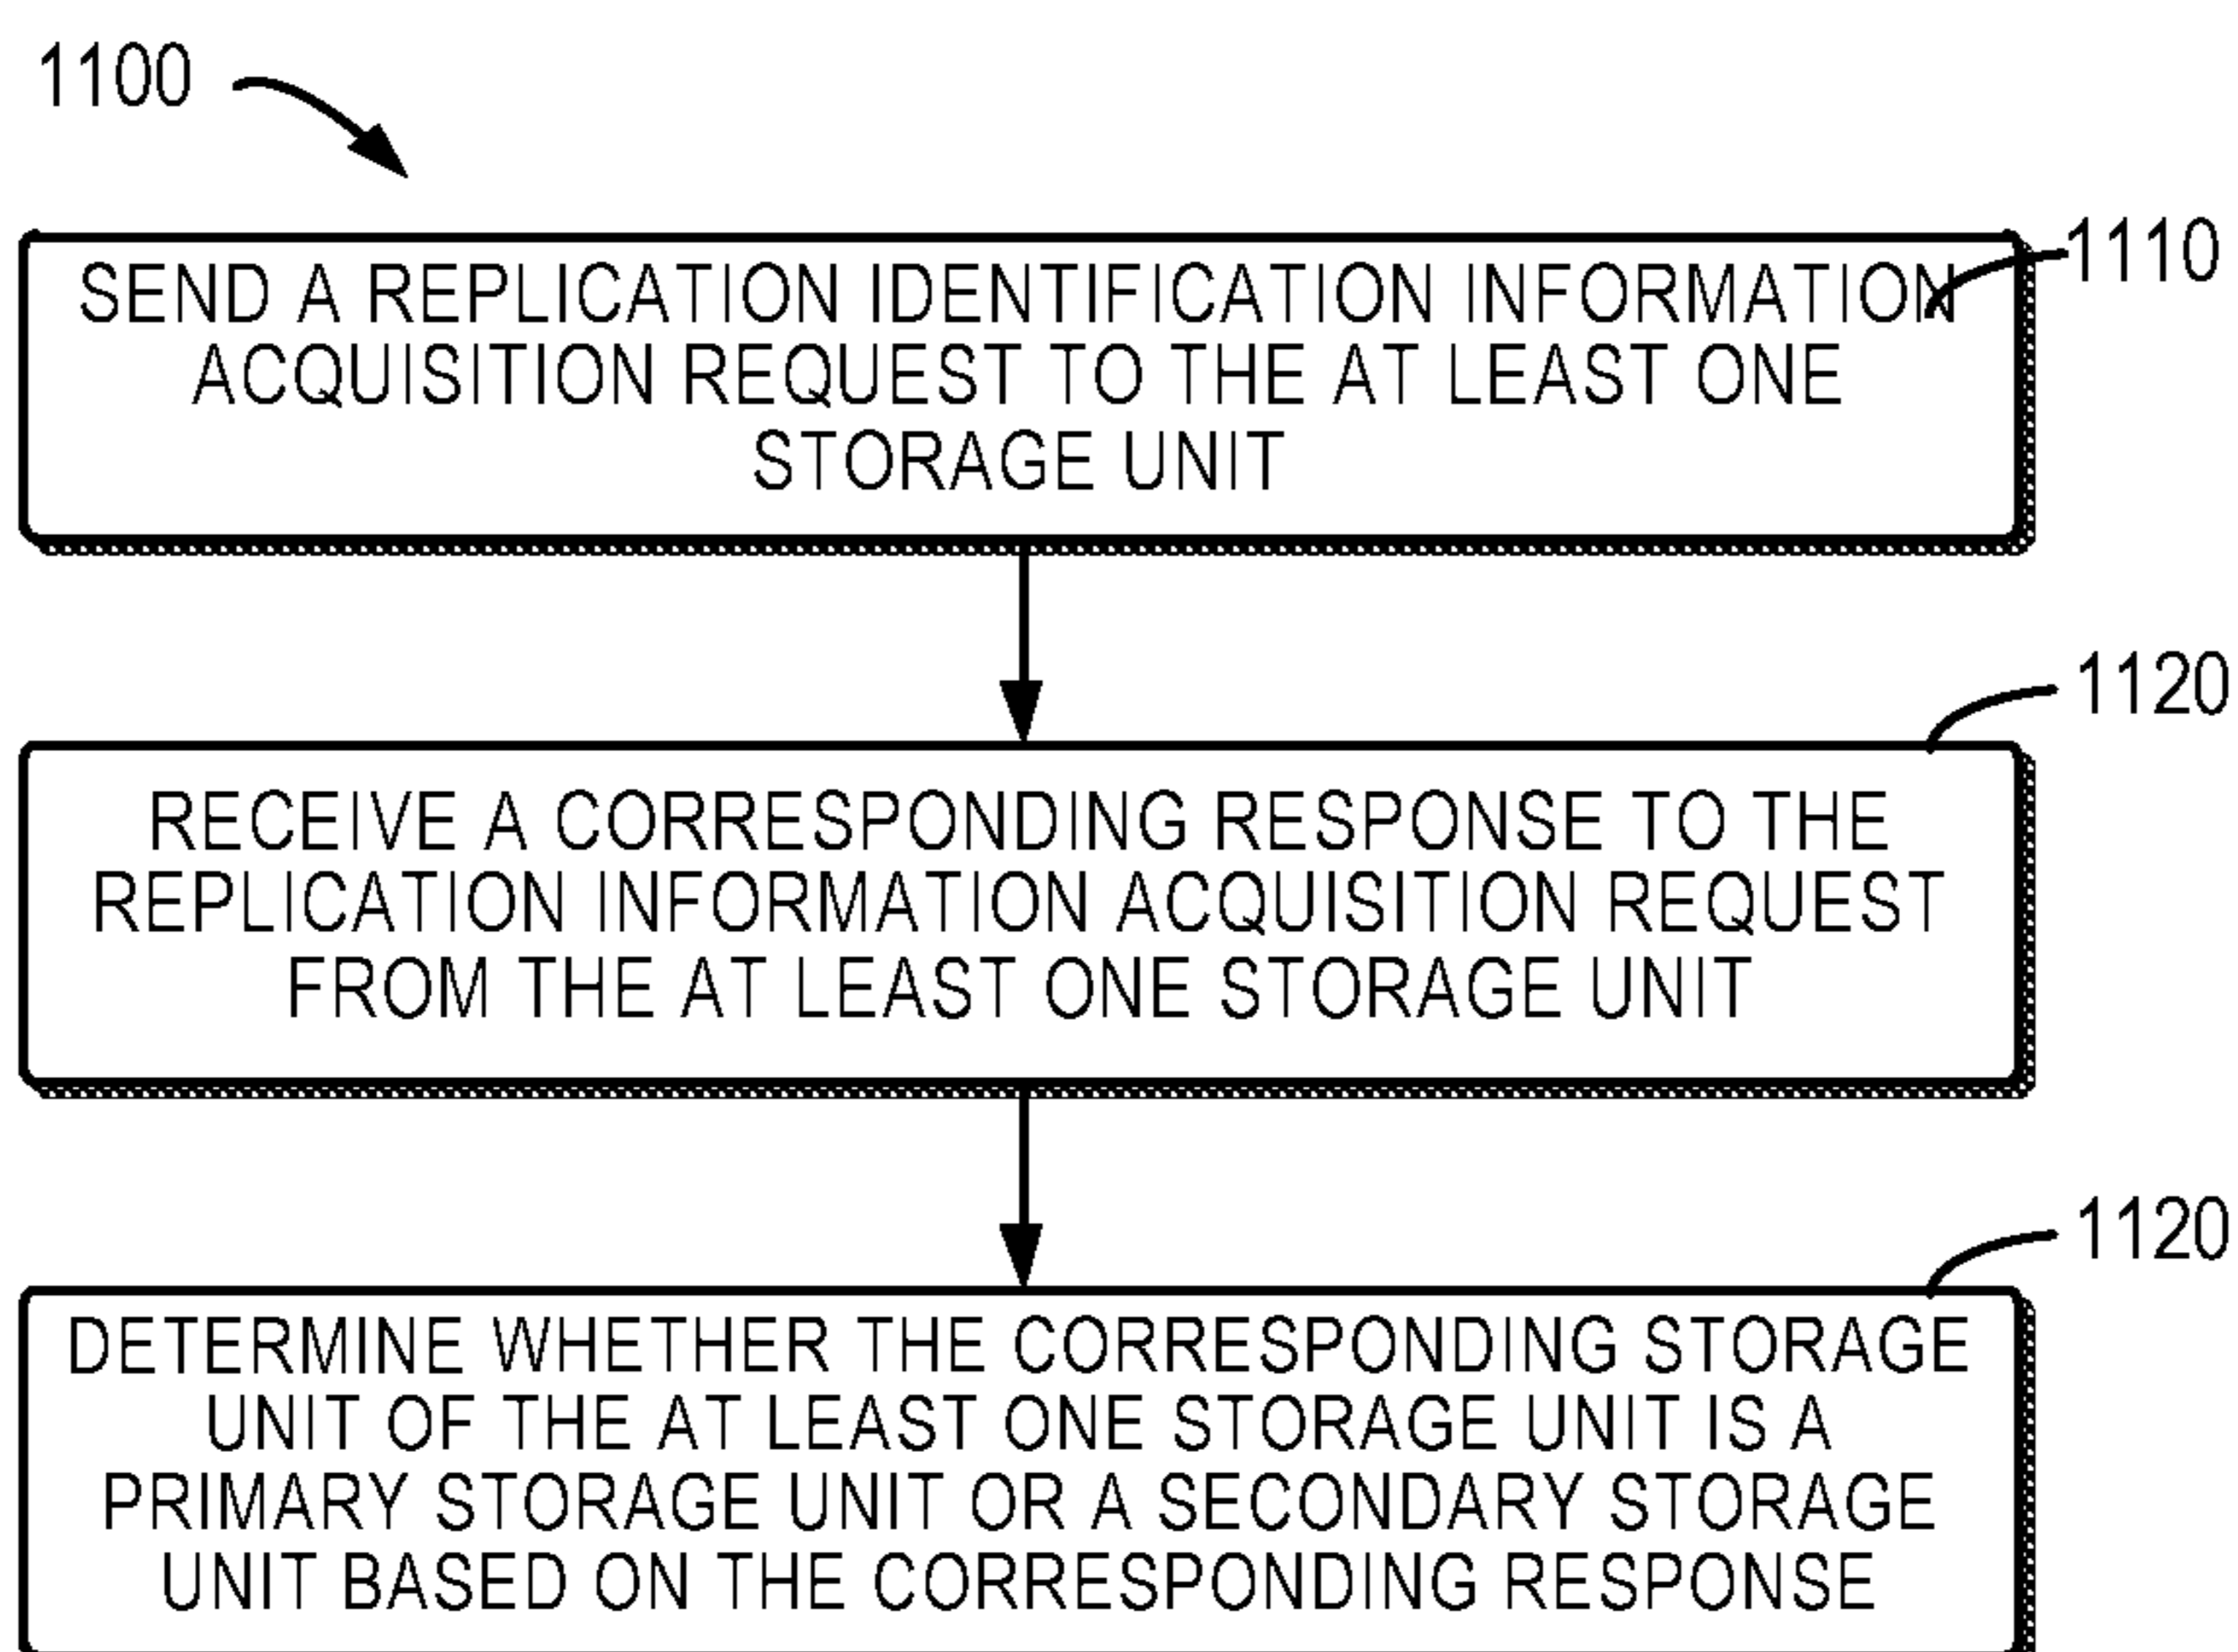 1100
1110
SEND A REPLICATION IDENTIFICATION INFORMATION
ACQUISITION REQUEST TO THE AT LEAST ONE
STORAGE UNIT
1120
RECEIVE A CORRESPONDING RESPONSE TO THE
REPLICATION INFORMATION ACQUISITION REQUEST
FROM THE AT LEAST ONE STORAGE UNIT
1120
DETERMINE WHETHER THE CORRESPONDING STORAGE
UNIT OF THE AT LEAST ONE STORAGE UNIT IS A
PRIMARY STORAGE UNIT OR A SECONDARY STORAGE
UNIT BASED ON THE CORRESPONDING RESPONSE